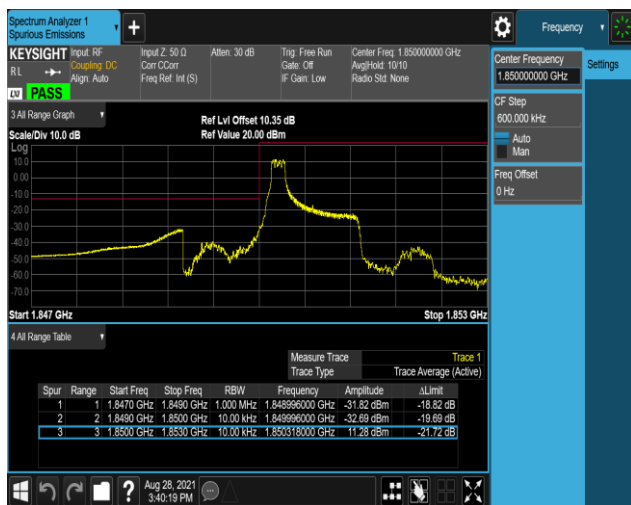 Spectrum Analyzer 1
Spurious Emissions
Frequency
KEYSIGHT
Input: RF
Coupling: DC
Align: Auto
Input Z: 50 Ω
Corr CCorr
Freq Ref: Int (S)
Atten: 30 dB
Trig: Free Run
Gate: Off
IF Gain: Low
Center Freq: 1.850000000 GHz
Avg|Hold: 10/10
Radio Std: None
R L
LXI
PASS
Center Frequency
1.850000000 GHz
Settings
CF Step
600.000 kHz
Auto
Man
Freq Offset
0 Hz
3 All Range Graph
Ref Lvl Offset 10.35 dB
Scale/Div 10.0 dB
Ref Value 20.00 dBm
Log
10.0
0.00
-10.0
-20.0
-30.0
-40.0
-50.0
-60.0
-70.0
Start 1.847 GHz
Stop 1.853 GHz
4 All Range Table
Measure Trace Trace 1
Trace Type Trace Average (Active)
Spur Range Start Freq Stop Freq RBW Frequency Amplitude ΔLimit
1 1 1.8470 GHz 1.8490 GHz 1.000 MHz 1.848996000 GHz -31.82 dBm -18.82 dB
2 2 1.8490 GHz 1.8500 GHz 10.00 kHz 1.849996000 GHz -32.69 dBm -19.69 dB
3 3 1.8500 GHz 1.8530 GHz 10.00 kHz 1.850318000 GHz 11.28 dBm -21.72 dB
?
Aug 28, 2021
3:40:19 PM